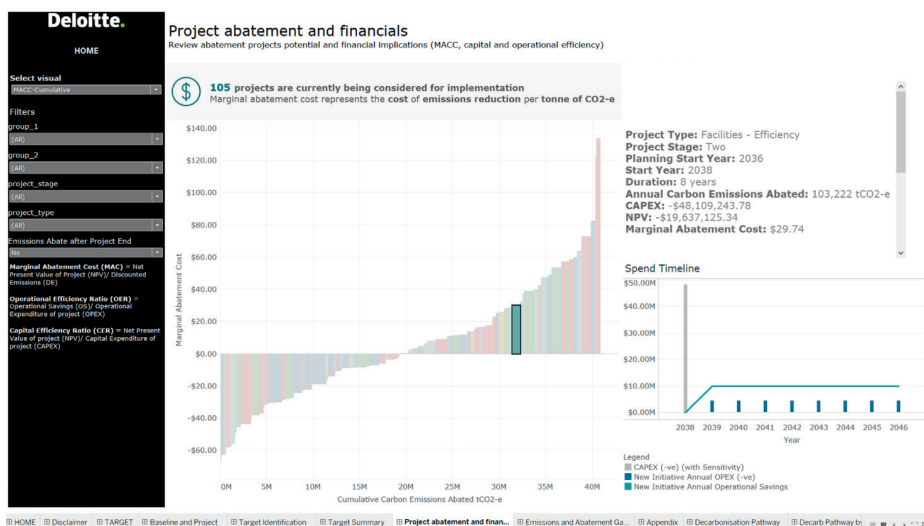 Deloitte.
HOME
Select visual
MACC-Cumulative
Filters
group_1
(All)
group_2
(All)
project_stage
(All)
project_type
(All)
Emissions Abate after Project End
No
Marginal Abatement Cost (MAC) = Net
Present Value of Project (NPV)/ Discounted
Emissions (DE)
Operational Efficiency Ratio (OER) =
Operational Savings (OS)/ Operational
Expenditure of project (OPEX)
Capital Efficiency Ratio (CER) = Net Present
Value of project (NPV)/ Capital Expenditure of
project (CAPEX)
Project abatement and financials
Review abatement projects potential and financial implications (MACC, capital and operational efficiency)
$
105 projects are currently being considered for implementation
Marginal abatement cost represents the cost of emissions reduction per tonne of CO2-e
Marginal Abatement Cost
$140.00
$120.00
$100.00
$80.00
$60.00
$40.00
$20.00
$0.00
-$20.00
-$40.00
-$60.00
0M 5M 10M 15M 20M 25M 30M 35M 40M
Cumulative Carbon Emissions Abated tCO2-e
Project Type: Facilities - Efficiency
Project Stage: Two
Planning Start Year: 2036
Start Year: 2038
Duration: 8 years
Annual Carbon Emissions Abated: 103,222 tCO2-e
CAPEX: -$48,109,243.78
NPV: -$19,637,125.34
Marginal Abatement Cost: $29.74
Spend Timeline
$50.00M
$40.00M
$30.00M
$20.00M
$10.00M
$0.00M
2038 2039 2040 2041 2042 2043 2044 2045 2046
Year
Legend
CAPEX (-ve) (with Sensitivity)
New Initiative Annual OPEX (-ve)
New Initiative Annual Operational Savings
HOME Disclaimer TARGET Baseline and Project Target Identification Target Summary Project abatement and finan... Emissions and Abatement Ga... Appendix Decarbonisation Pathway Decarb Pathway by